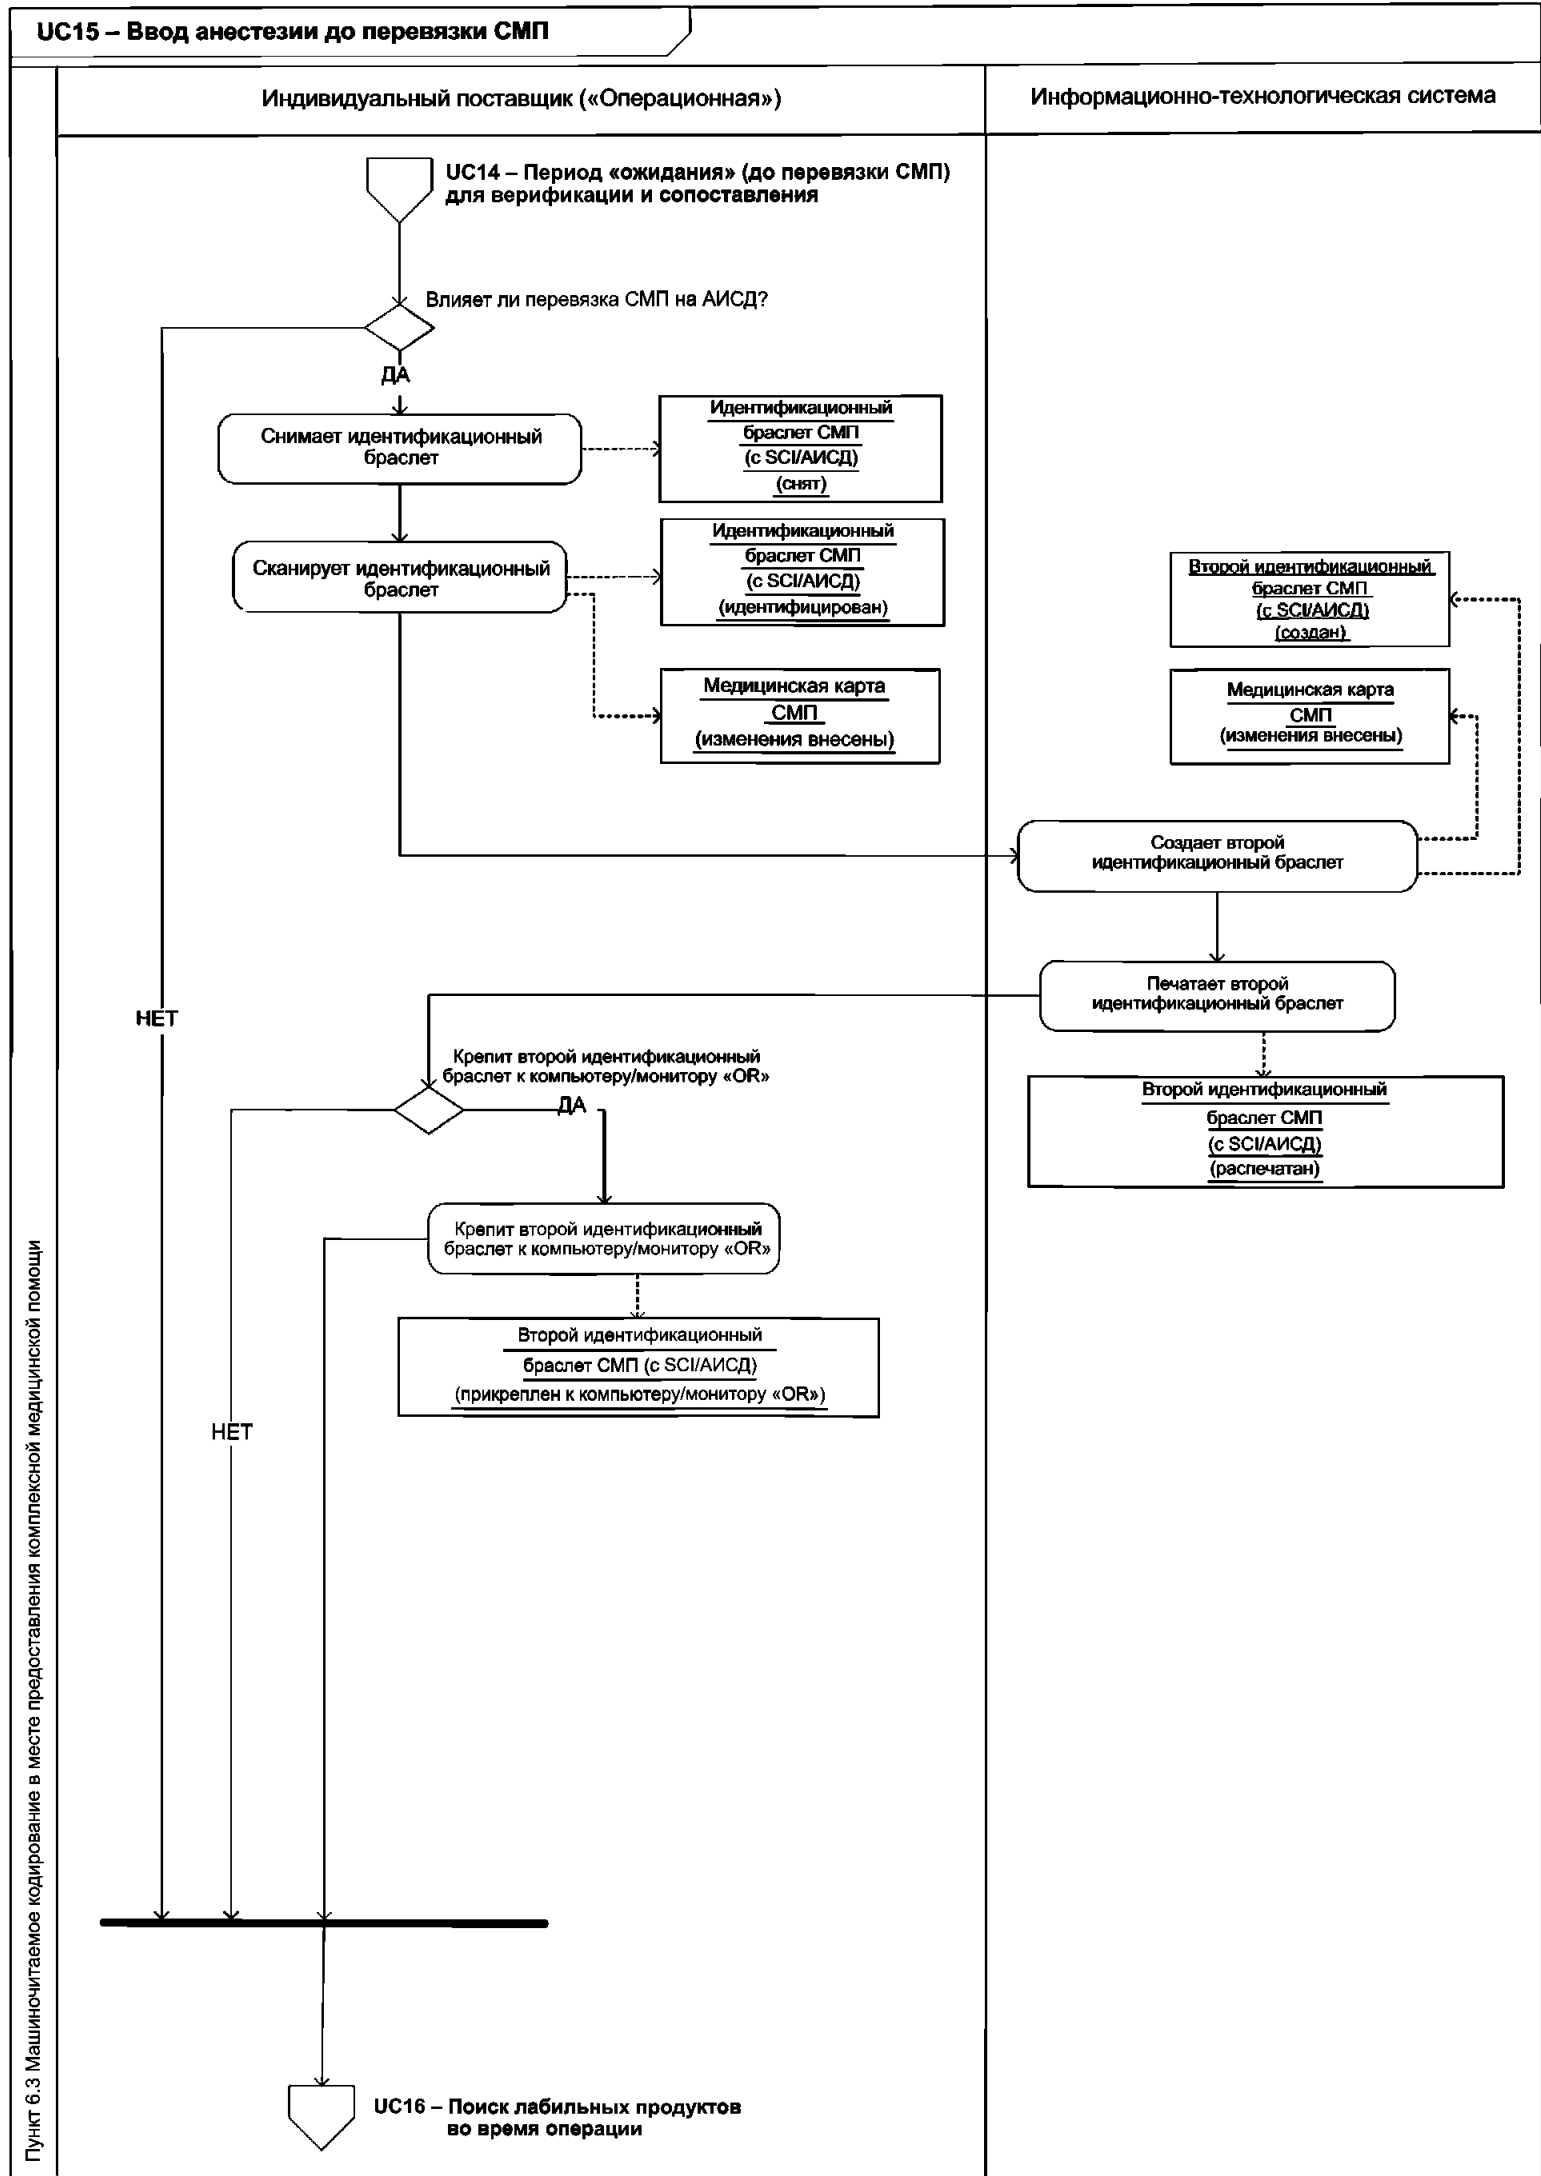 UC15 – Ввод анестезии до перевязки СМП
Индивидуальный поставщик («Операционная»)
Информационно-технологическая система
UC14 – Период «ожидания» (до перевязки СМП)
для верификации и сопоставления
Влияет ли перевязка СМП на АИСД?
ДА
Снимает идентификационный
браслет
Идентификационный
браслет СМП
(с SCI/АИСД)
(снят)
Сканирует идентификационный
браслет
Идентификационный
браслет СМП
(с SCI/АИСД)
(идентифицирован)
Второй идентификационный
браслет СМП
(с SCI/АИСД)
(создан)
Медицинская карта
СМП
(изменения внесены)
Медицинская карта
СМП
(изменения внесены)
Создает второй
идентификационный браслет
Печатает второй
идентификационный браслет
НЕТ
Крепит второй идентификационный
браслет к компьютеру/монитору «OR»
ДА
Второй идентификационный
браслет СМП
(с SCI/АИСД)
(распечатан)
Крепит второй идентификационный
браслет к компьютеру/монитору «OR»
Второй идентификационный
браслет СМП (с SCI/АИСД)
(прикреплен к компьютеру/монитору «OR»)
НЕТ
UC16 – Поиск лабильных продуктов
во время операции
Пункт 6.3 Машиночитаемое кодирование в месте предоставления комплексной медицинской помощи